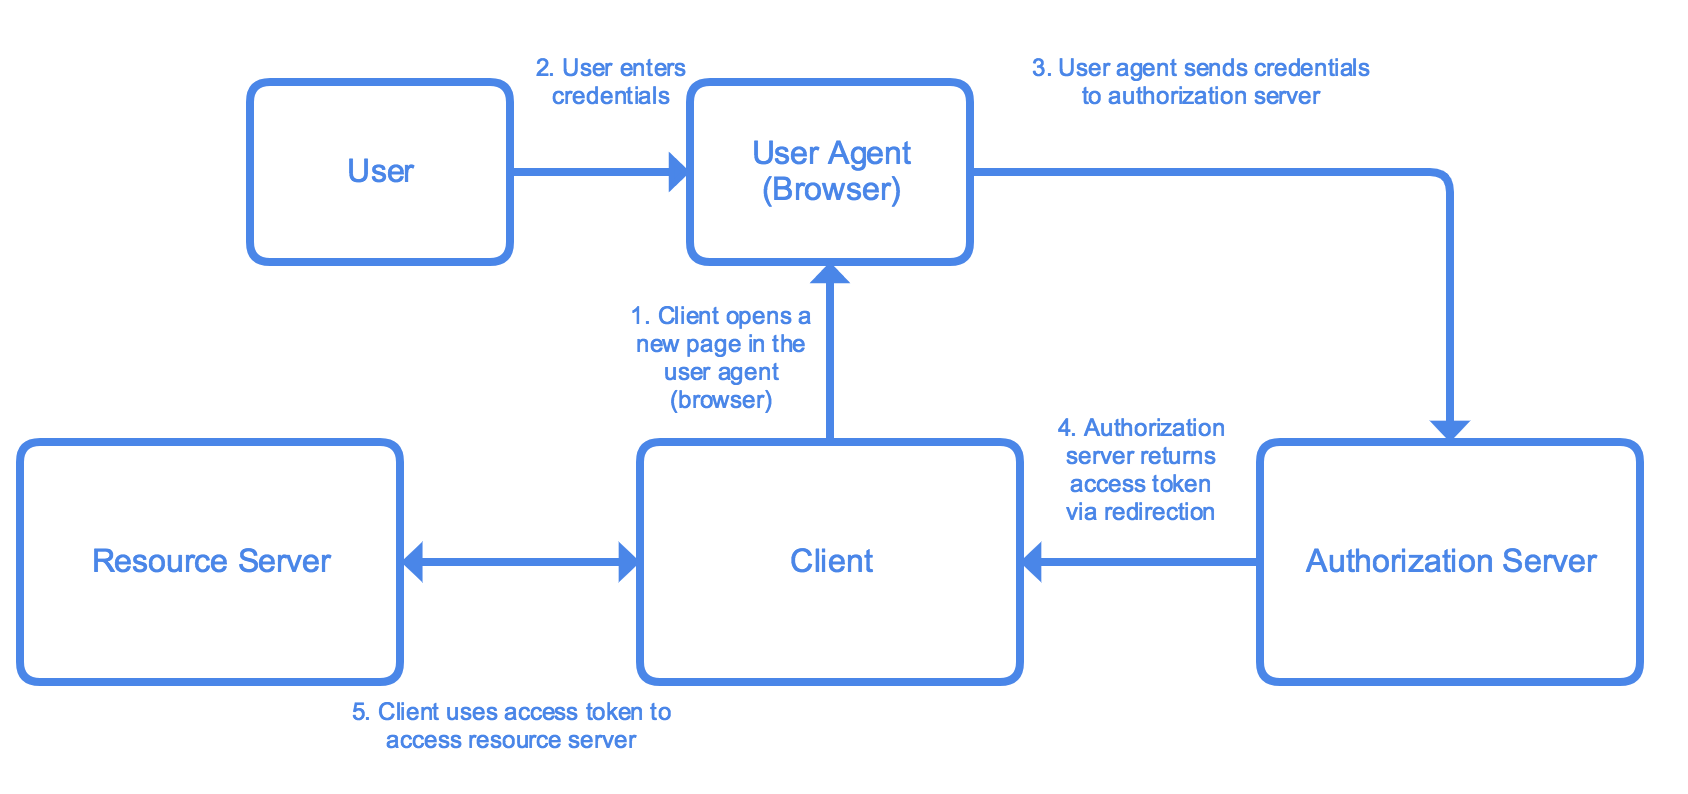 2. User enters
credentials
3. User agent sends credentials
to authorization server
User
User Agent
(Browser)
1. Client opens a
new page in the
user agent
(browser)
4. Authorization
server returns
access token
via redirection
Resource Server
Client
Authorization Server
5. Client uses access token to
access resource server